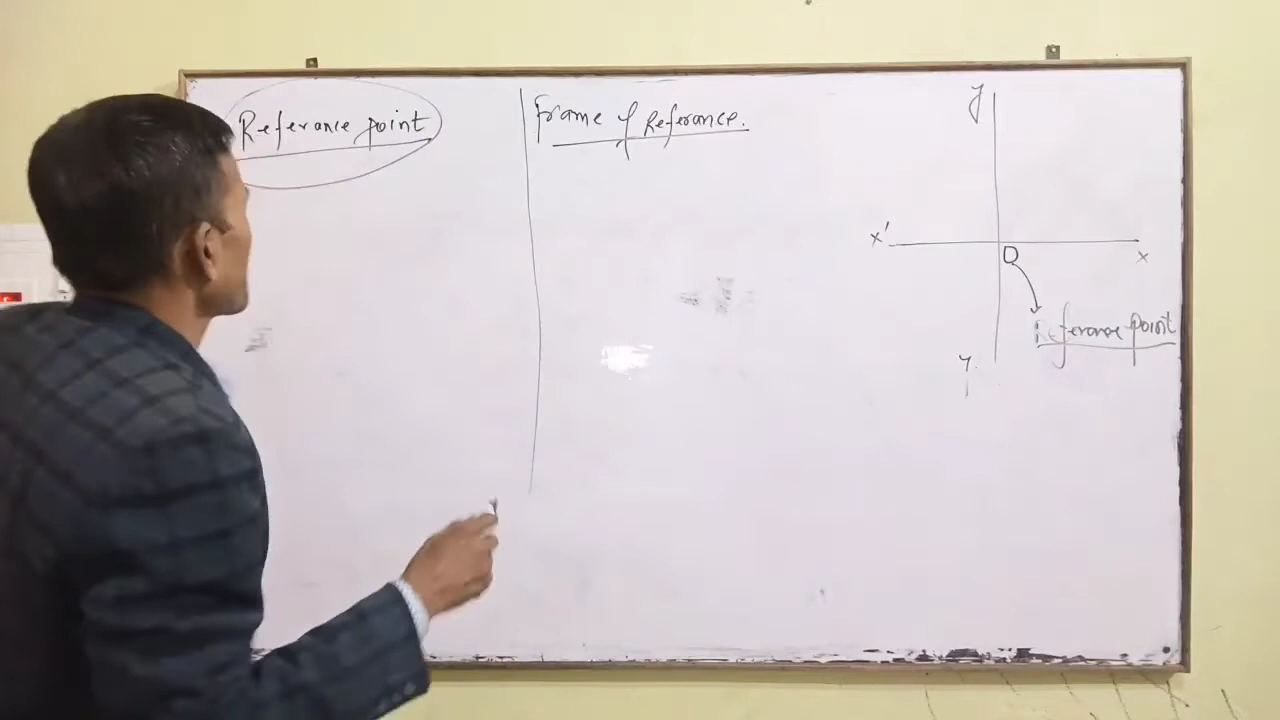 Referance point
Frame of Referance.
y
x'
O
x
Referance point
y